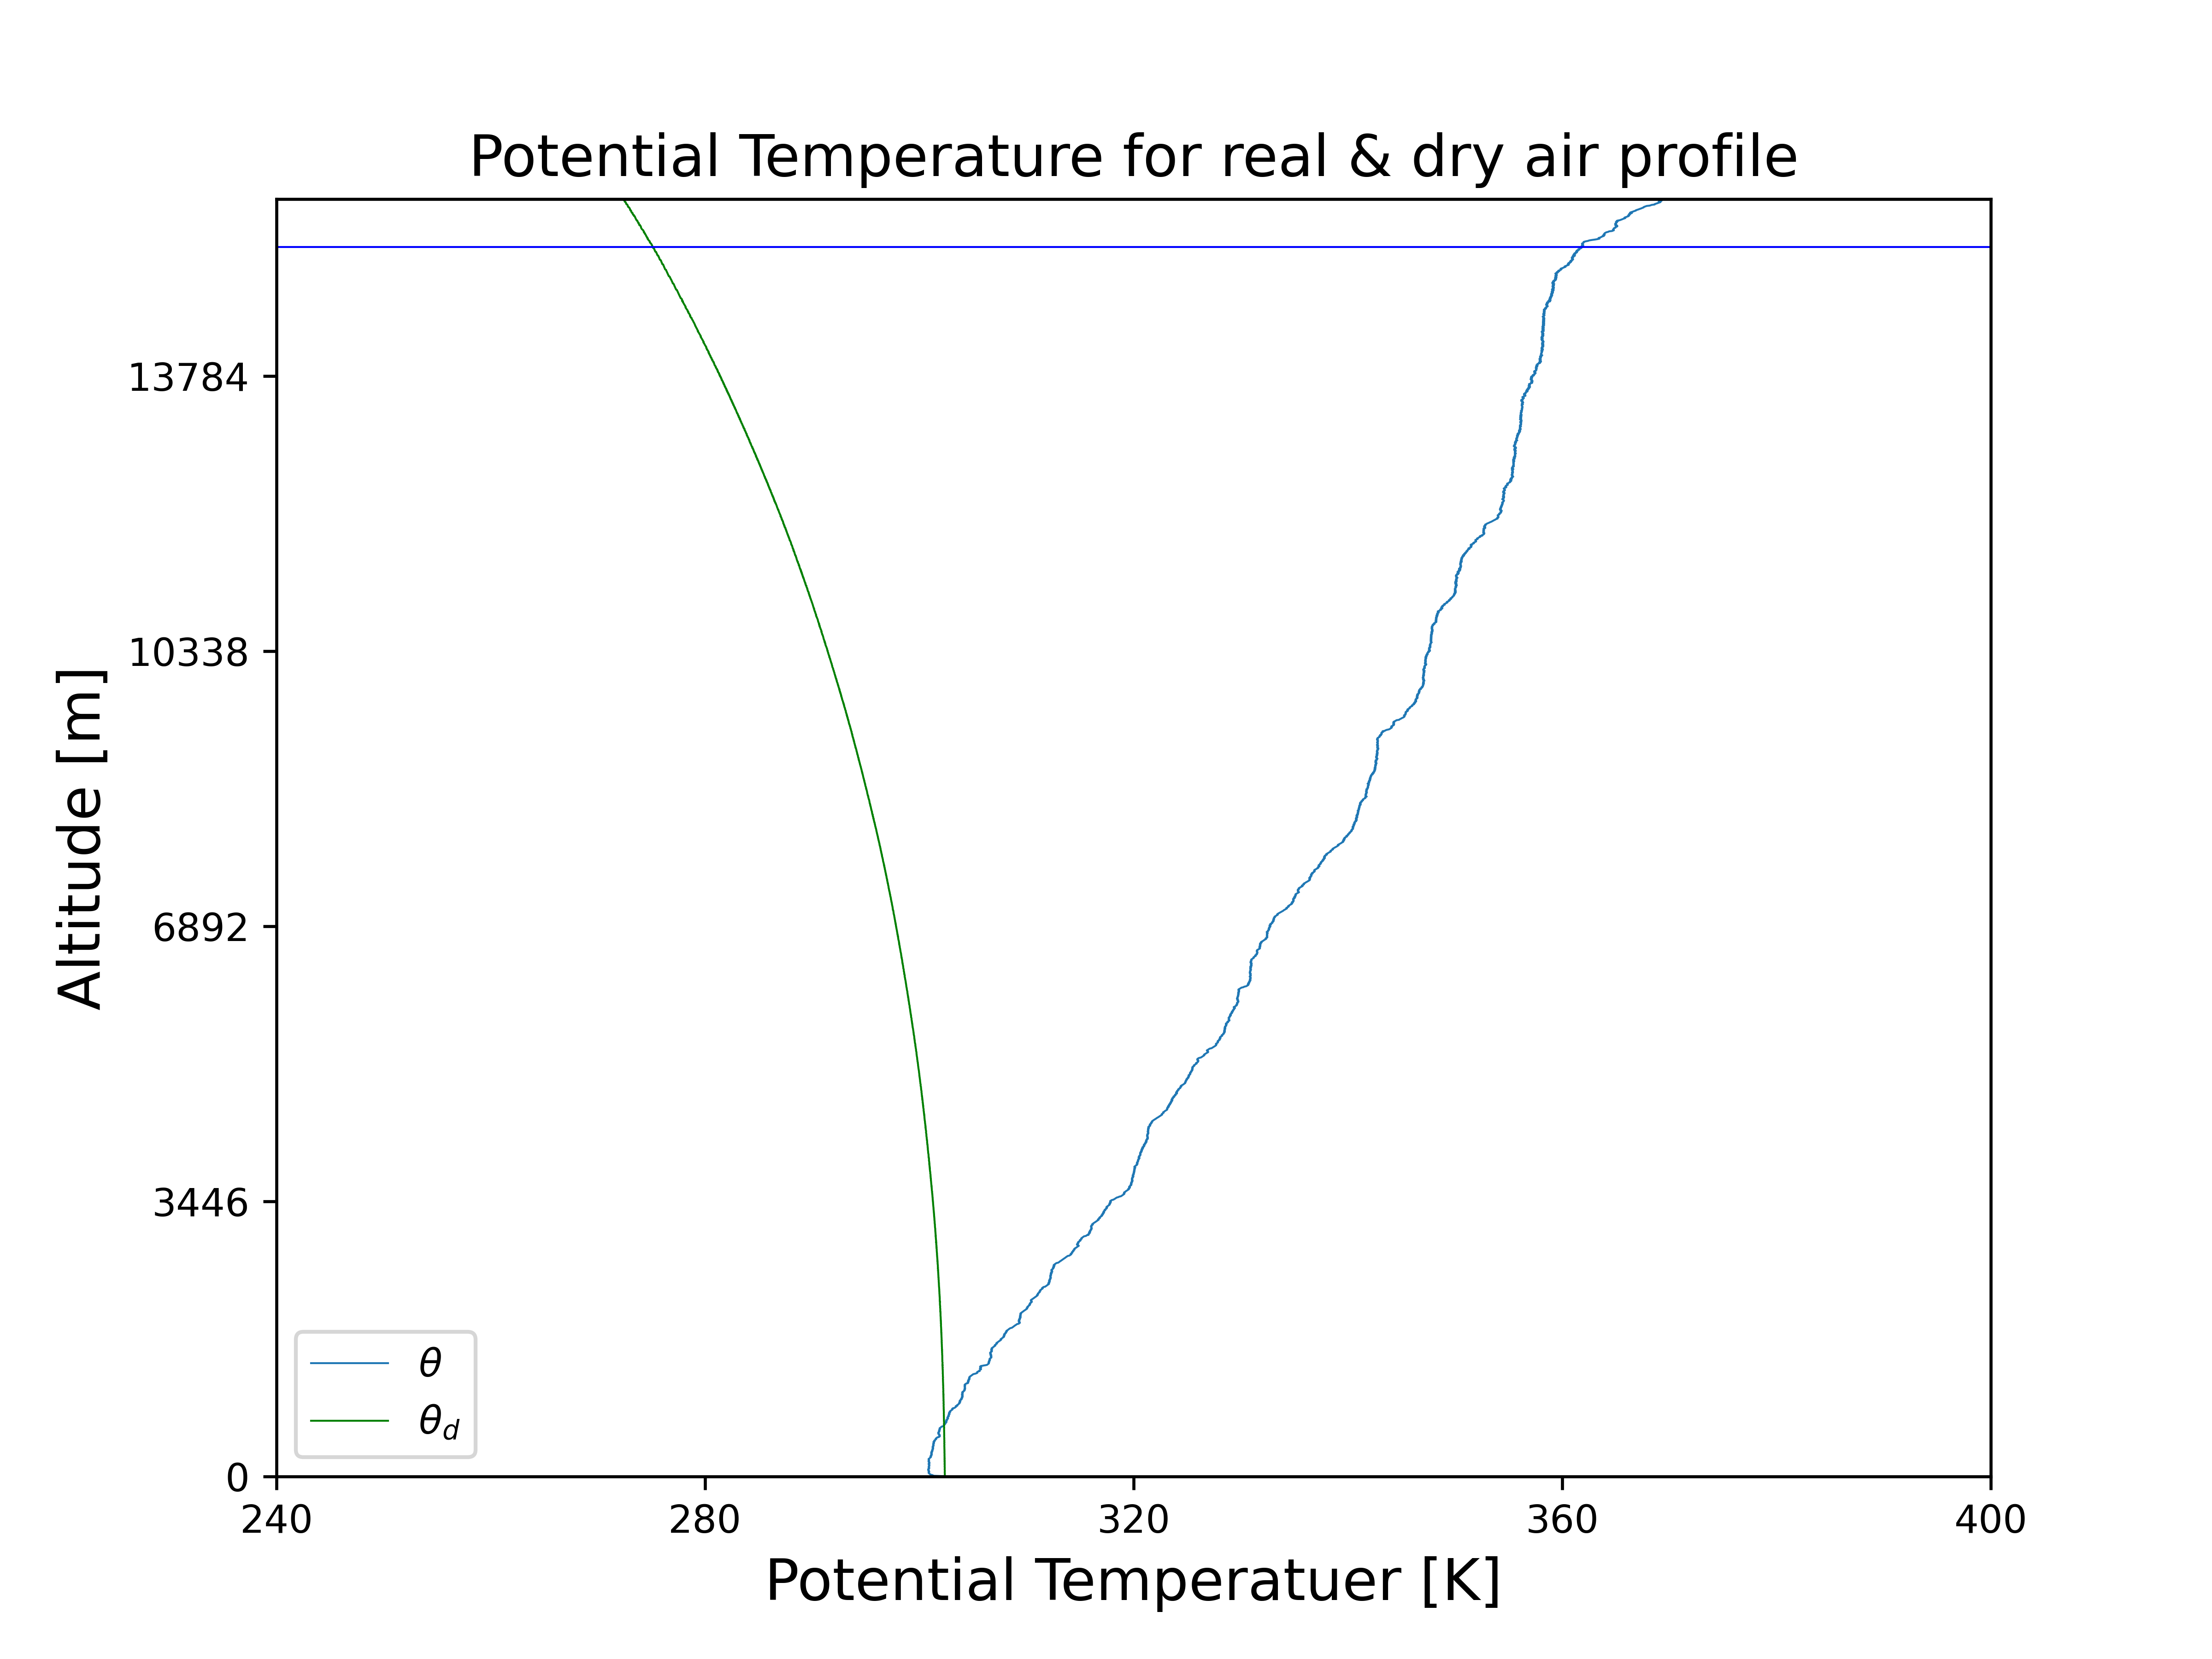 Potential Temperature for real & dry air profile
Altitude [m]
13784
10338
6892
3446
0
240 280 320 360 400
Potential Temperatuer [K]
θ
θ_d